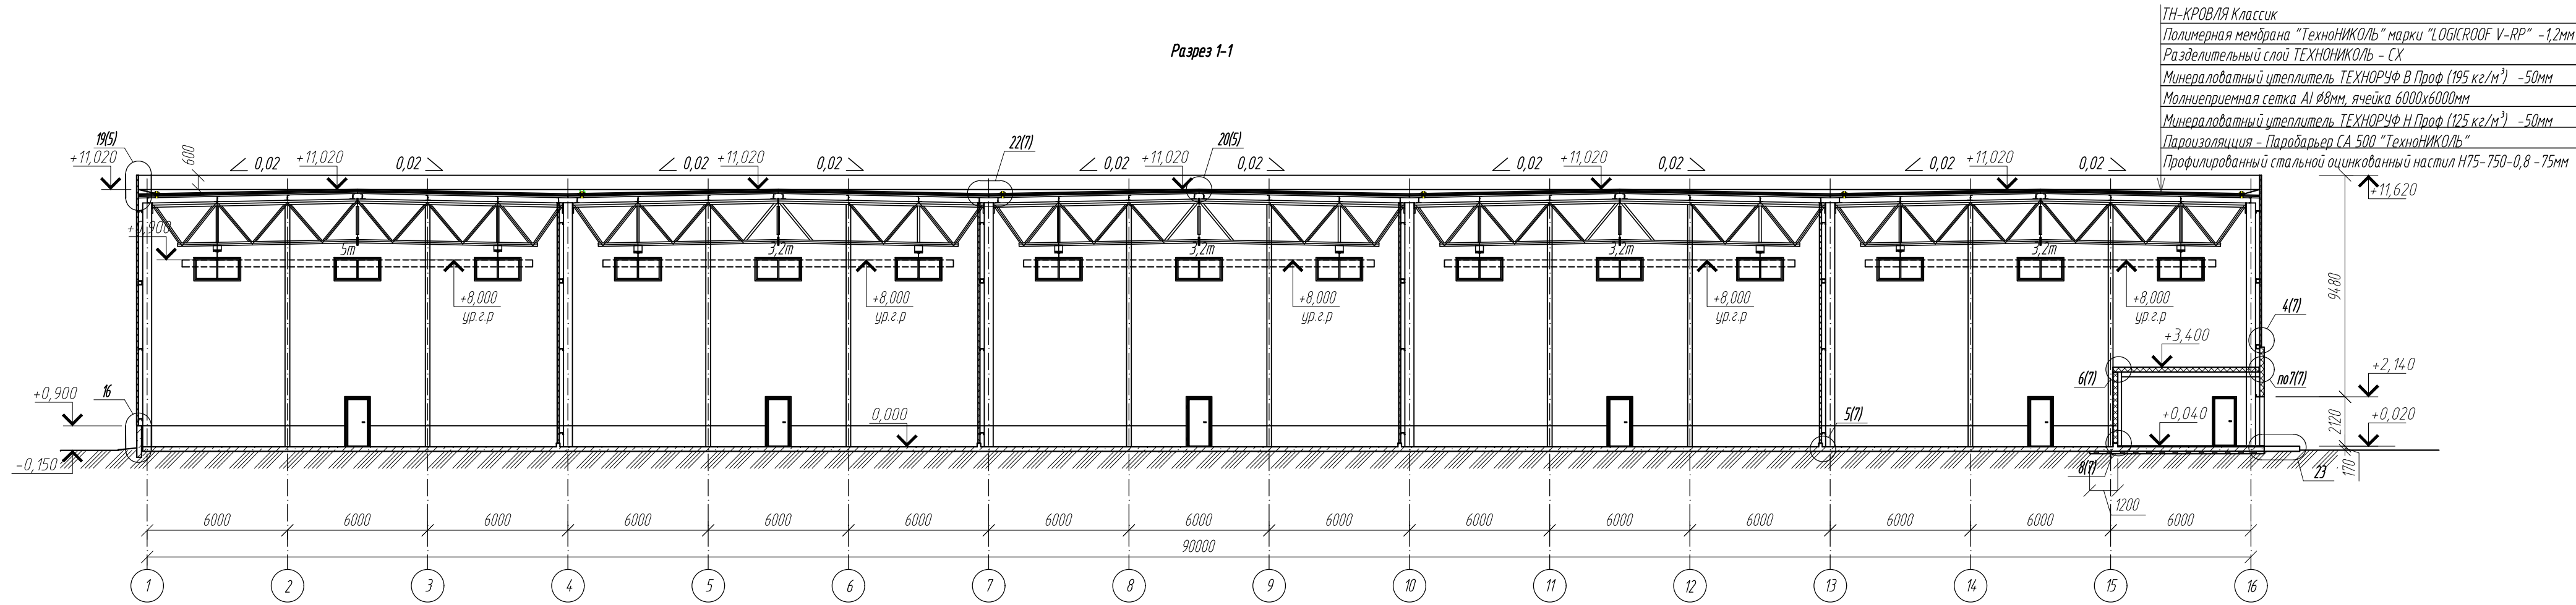 Разрез 1-1
ТН-КРОВЛЯ Классик
Полимерная мембрана "ТехноНИКОЛЬ" марки "LOGICROOF V-RP" -1,2мм
Разделительный слой ТЕХНОНИКОЛЬ - СХ
Минераловатный утеплитель ТЕХНОРУФ В Проф (195 кг/м³) -50мм
Молниеприемная сетка АI Ø8мм, ячейка 6000х6000мм
Минераловатный утеплитель ТЕХНОРУФ Н Проф (125 кг/м³) -50мм
Пароизоляция - Паробарьер СА 500 "ТехноНИКОЛЬ"
Профилированный стальной оцинкованный настил Н75-750-0,8 -75мм
19(5) 22(7) 20(5)
+11,020 600 0,02 +11,020 0,02 0,02 +11,020 0,02 0,02 +11,020 0,02 0,02 +11,020 0,02 0,02 +11,020 0,02
+11,620
5т 3,2т 3,2т 3,2т 3,2т
+8,000 +8,000 +8,000 +8,000 +8,000
ур.г.р ур.г.р ур.г.р ур.г.р ур.г.р
9480
4(7)
+3,400
+2,140
6(7) по7(7)
+0,900 16
0,000 5(7) +0,040 2120 +0,020
-0,150
8(7) 23 170
1200
6000 6000 6000 6000 6000 6000 6000 6000 6000 6000 6000 6000 6000 6000 6000
90000
1 2 3 4 5 6 7 8 9 10 11 12 13 14 15 16